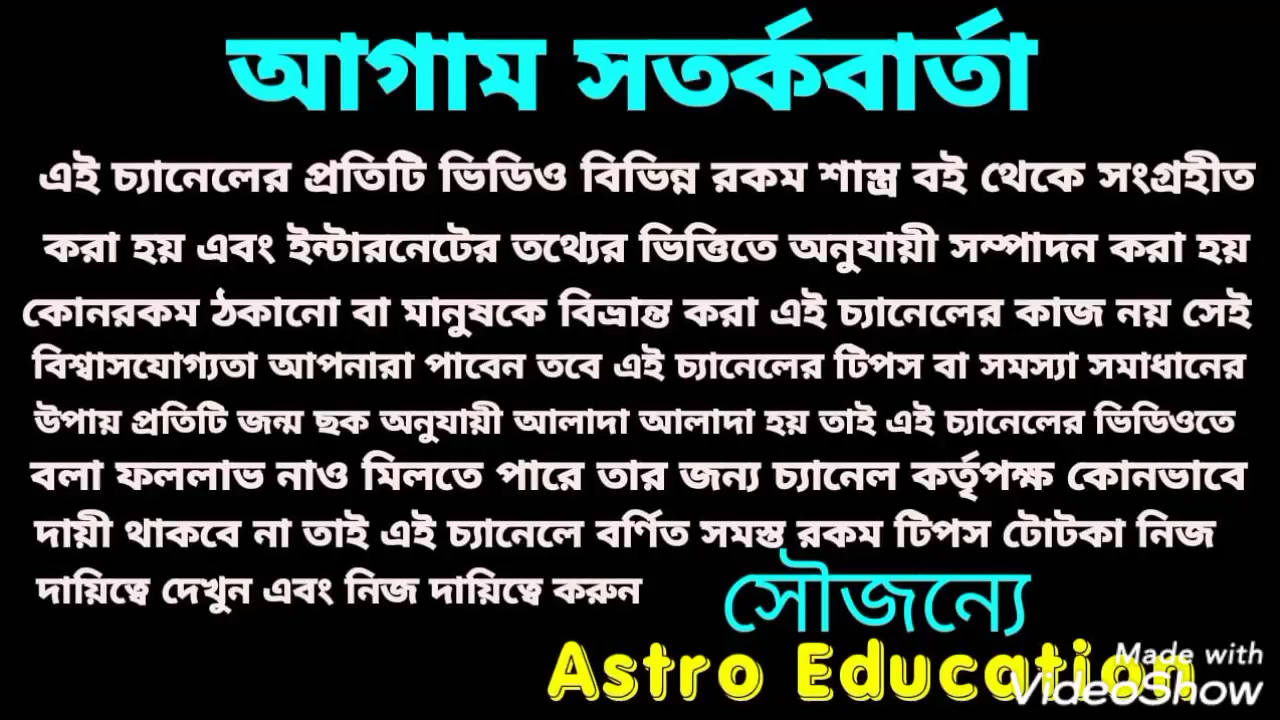 আগাম সতর্কবার্তা
এই চ্যানেলের প্রতিটি ভিডিও বিভিন্ন রকম শাস্ত্র বই থেকে সংগ্রহীত
করা হয় এবং ইন্টারনেটের তথ্যের ভিত্তিতে অনুযায়ী সম্পাদন করা হয়
কোনরকম ঠকানো বা মানুষকে বিভ্রান্ত করা এই চ্যানেলের কাজ নয় সেই
বিশ্বাসযোগ্যতা আপনারা পাবেন তবে এই চ্যানেলের টিপস বা সমস্যা সমাধানের
উপায় প্রতিটি জন্ম ছক অনুযায়ী আলাদা আলাদা হয় তাই এই চ্যানেলের ভিডিওতে
বলা ফললাভ নাও মিলতে পারে তার জন্য চ্যানেল কর্তৃপক্ষ কোনভাবে
দায়ী থাকবে না তাই এই চ্যানেলে বর্ণিত সমস্ত রকম টিপস টোটকা নিজ
দায়িত্বে দেখুন এবং নিজ দায়িত্বে করুন
সৌজন্যে
Astro Education
Made with
VideoShow